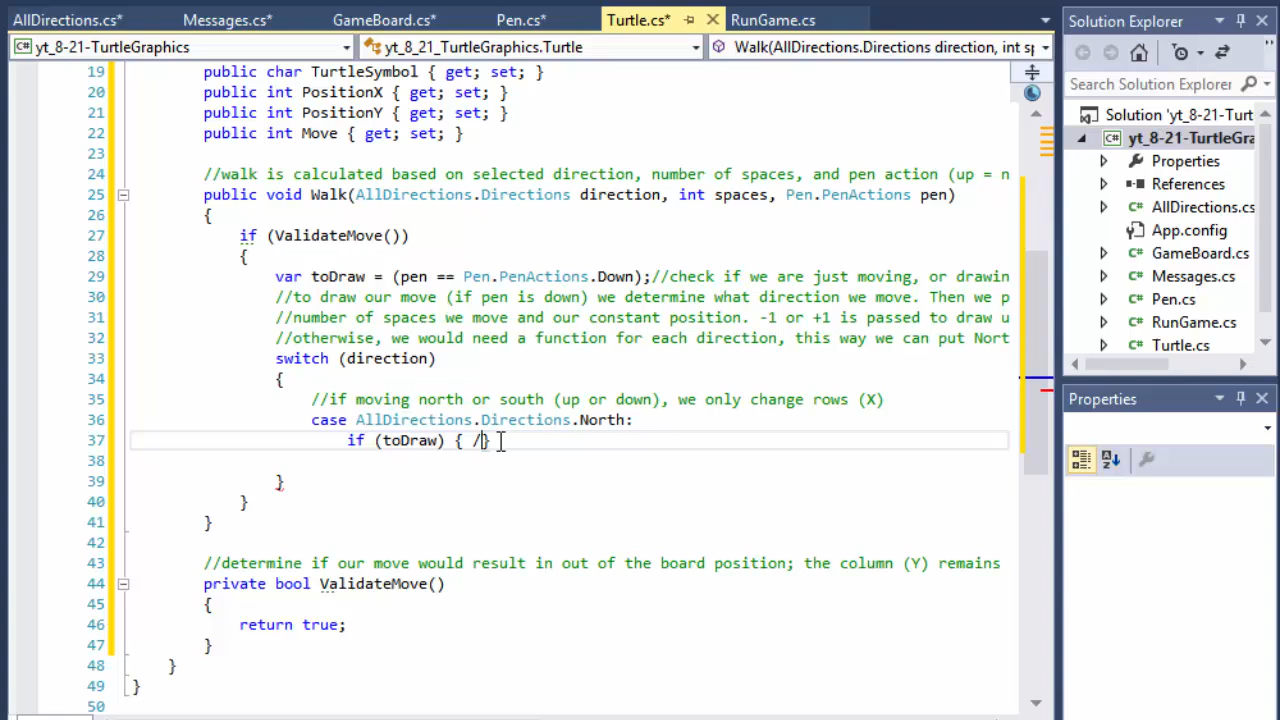 AllDirections.cs* Messages.cs* GameBoard.cs* Pen.cs* Turtle.cs* RunGame.cs
yt_8-21-TurtleGraphics yt_8_21_TurtleGraphics.Turtle Walk(AllDirections.Directions direction, int sp
19 public char TurtleSymbol { get; set; }
20 public int PositionX { get; set; }
21 public int PositionY { get; set; }
22 public int Move { get; set; }
23
24 //walk is calculated based on selected direction, number of spaces, and pen action (up = n
25 public void Walk(AllDirections.Directions direction, int spaces, Pen.PenActions pen)
26 {
27 if (ValidateMove())
28 {
29 var toDraw = (pen == Pen.PenActions.Down);//check if we are just moving, or drawin
30 //to draw our move (if pen is down) we determine what direction we move. Then we p
31 //number of spaces we move and our constant position. -1 or +1 is passed to draw u
32 //otherwise, we would need a function for each direction, this way we can put Nort
33 switch (direction)
34 {
35 //if moving north or south (up or down), we only change rows (X)
36 case AllDirections.Directions.North:
37 if (toDraw) { /}
38
39 }
40 }
41 }
42
43 //determine if our move would result in out of the board position; the column (Y) remains
44 private bool ValidateMove()
45 {
46 return true;
47 }
48 }
49 }
50
Solution Explorer
Search Solution Explorer
Solution 'yt_8-21-Turt
yt_8-21-TurtleGra
Properties
References
AllDirections.cs
App.config
GameBoard.cs
Messages.cs
Pen.cs
RunGame.cs
Turtle.cs
Properties